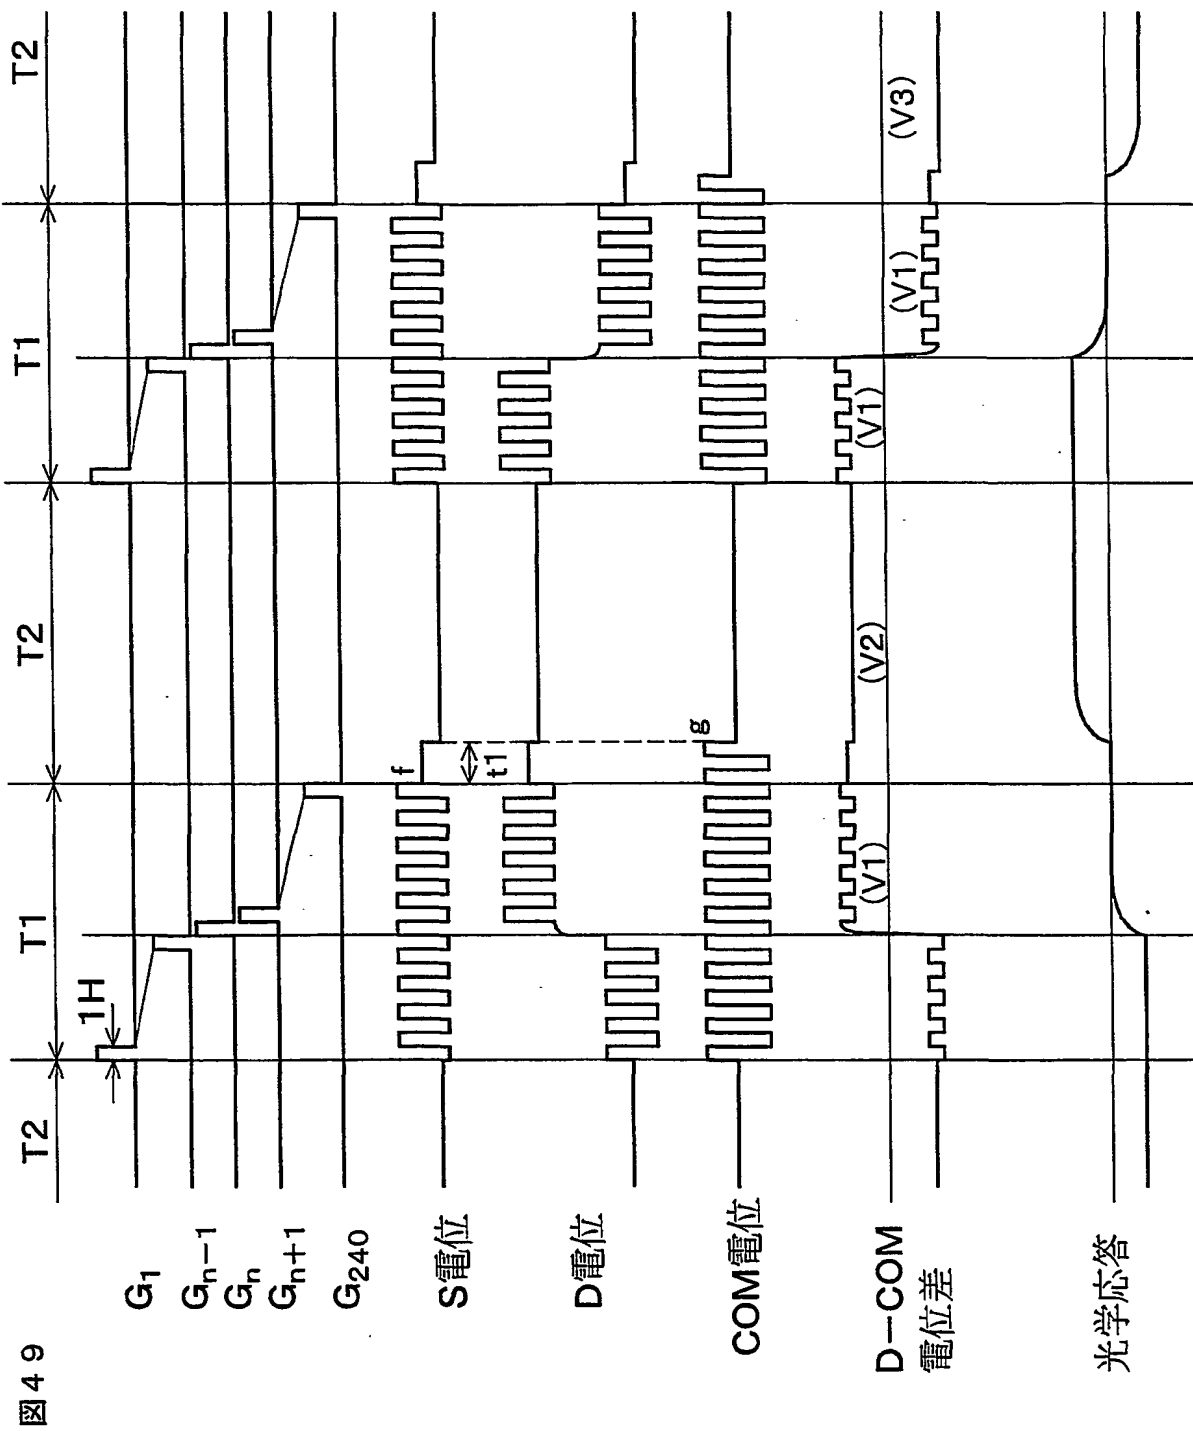 図49
T2
T1
T2
T1
T2
1H
G1
Gn-1
Gn
Gn+1
G240
S電位
f
t1
D電位
COM電位
g
D-COM
電位差
(V1)
(V2)
(V1)
(V1)
(V3)
光学応答